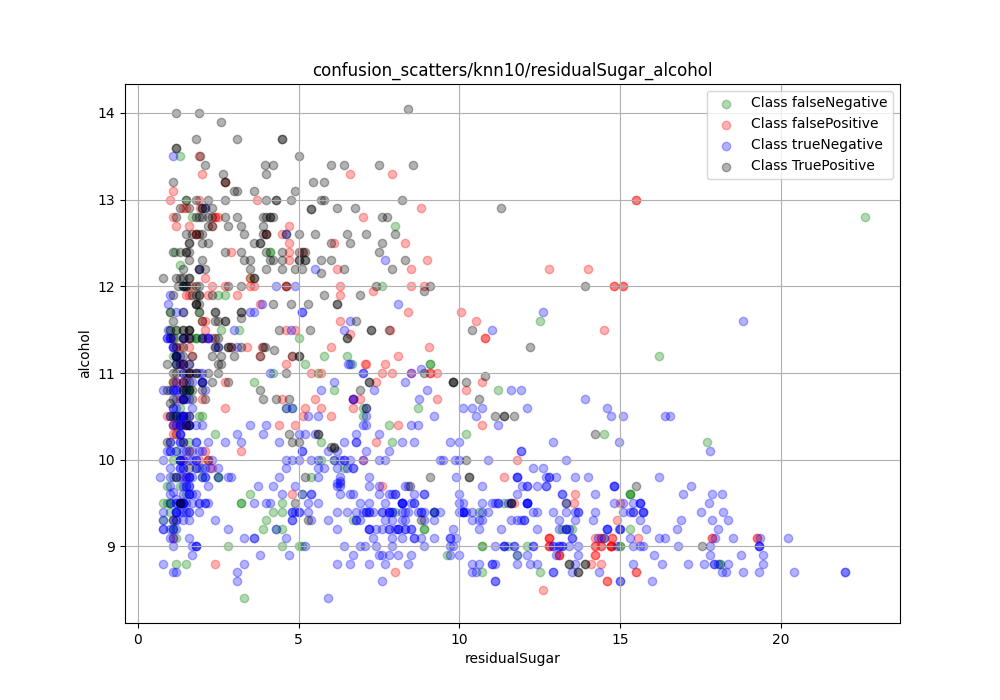 confusion_scatters/knn10/residualSugar_alcohol
Class falseNegative
Class falsePositive
Class trueNegative
Class TruePositive
14
13
12
11
10
9
alcohol
0 5 10 15 20
residualSugar